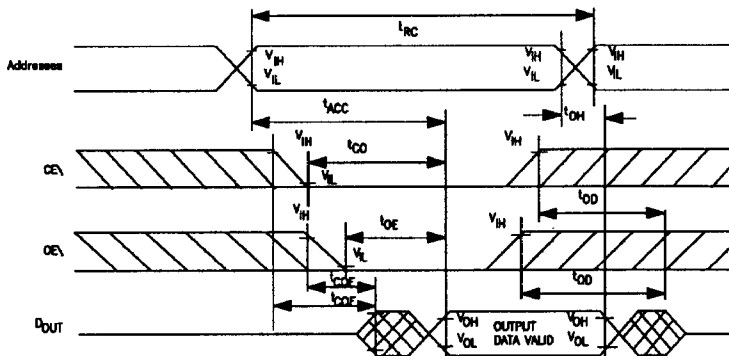 tRC
Addresses
VIH
VIL
VIH
VIL
VIH
VIL
tACC
tOH
VIH
tCO
VIH
CE\
VIL
VIH
tOE
tOD
VIH
OE\
VIL
tCOE
tOD
tCOE
DOUT
VOH
VOL
OUTPUT
DATA VALID
VOH
VOL